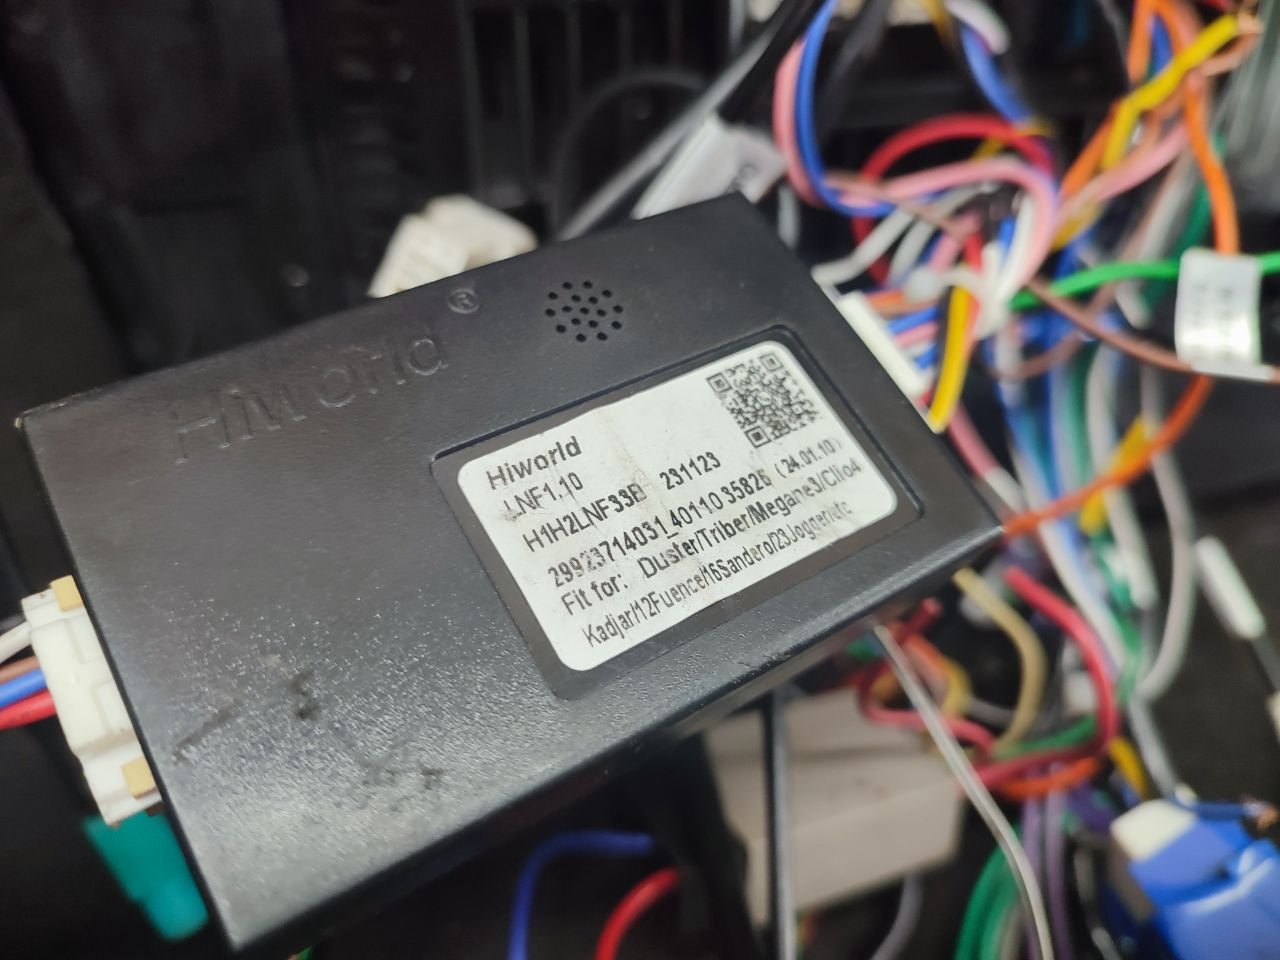 HiWorld®
Hiworld
LNF1.10
H1H2LNF33B 231123
29923714031_40110 35826 (24.01.10)
Fit for: Duster/Triber/Megane3/Clio4
Kadjar/12Fuence/16Sandero/23Jogger/etc